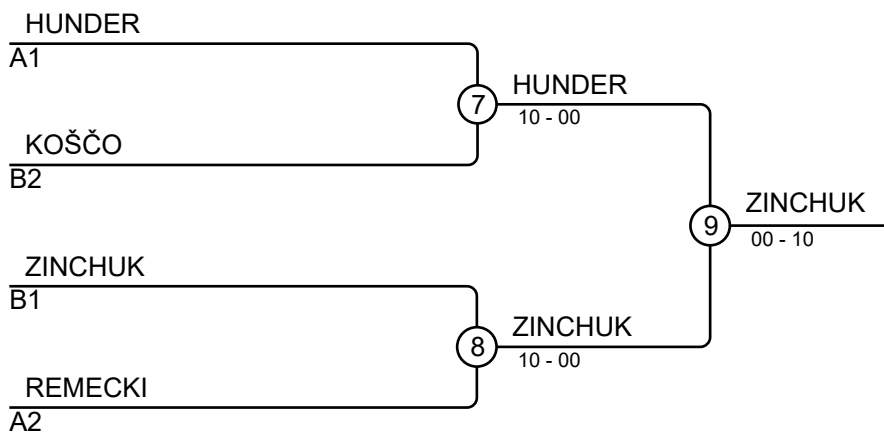 HUNDER
A1
7
HUNDER
10 - 00
KOŠČO
B2
9
ZINCHUK
00 - 10
ZINCHUK
B1
8
ZINCHUK
10 - 00
REMECKI
A2